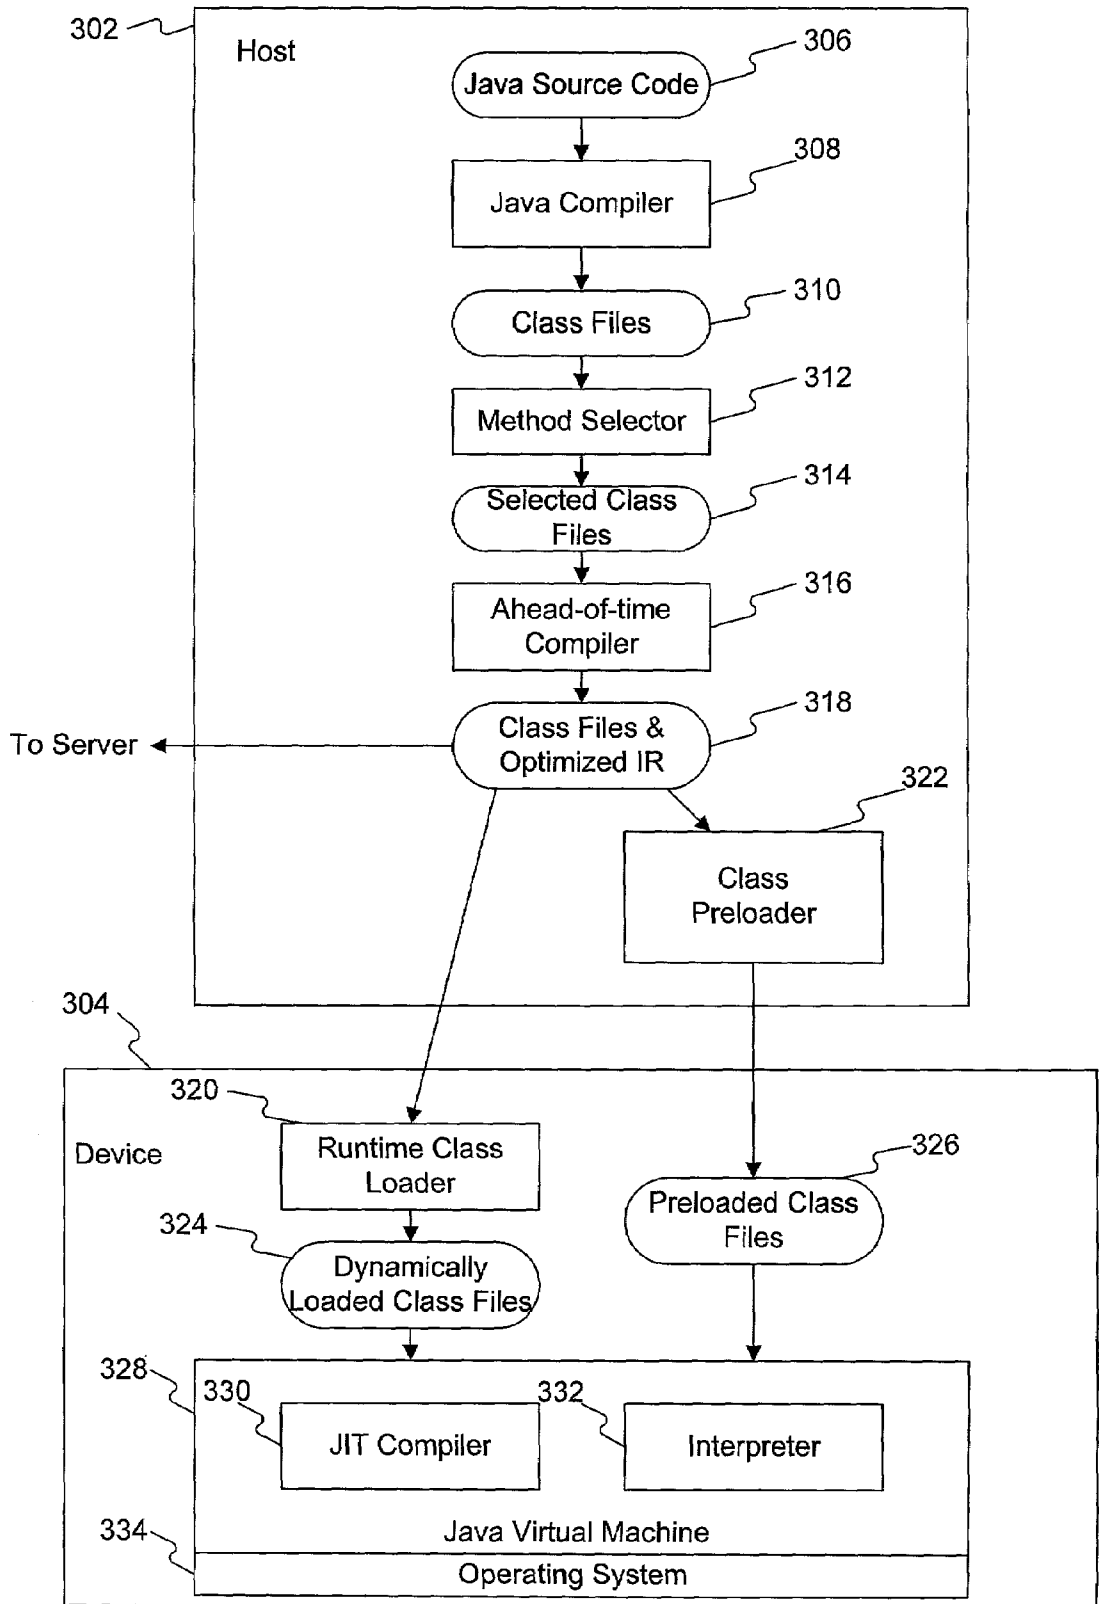 302
Host
306
Java Source Code
308
Java Compiler
310
Class Files
312
Method Selector
314
Selected Class
Files
316
Ahead-of-time
Compiler
318
Class Files &
Optimized IR
To Server
322
Class
Preloader
304
320
Device
Runtime Class
Loader
326
Preloaded Class
Files
324
Dynamically
Loaded Class Files
328
330
JIT Compiler
332
Interpreter
Java Virtual Machine
334
Operating System